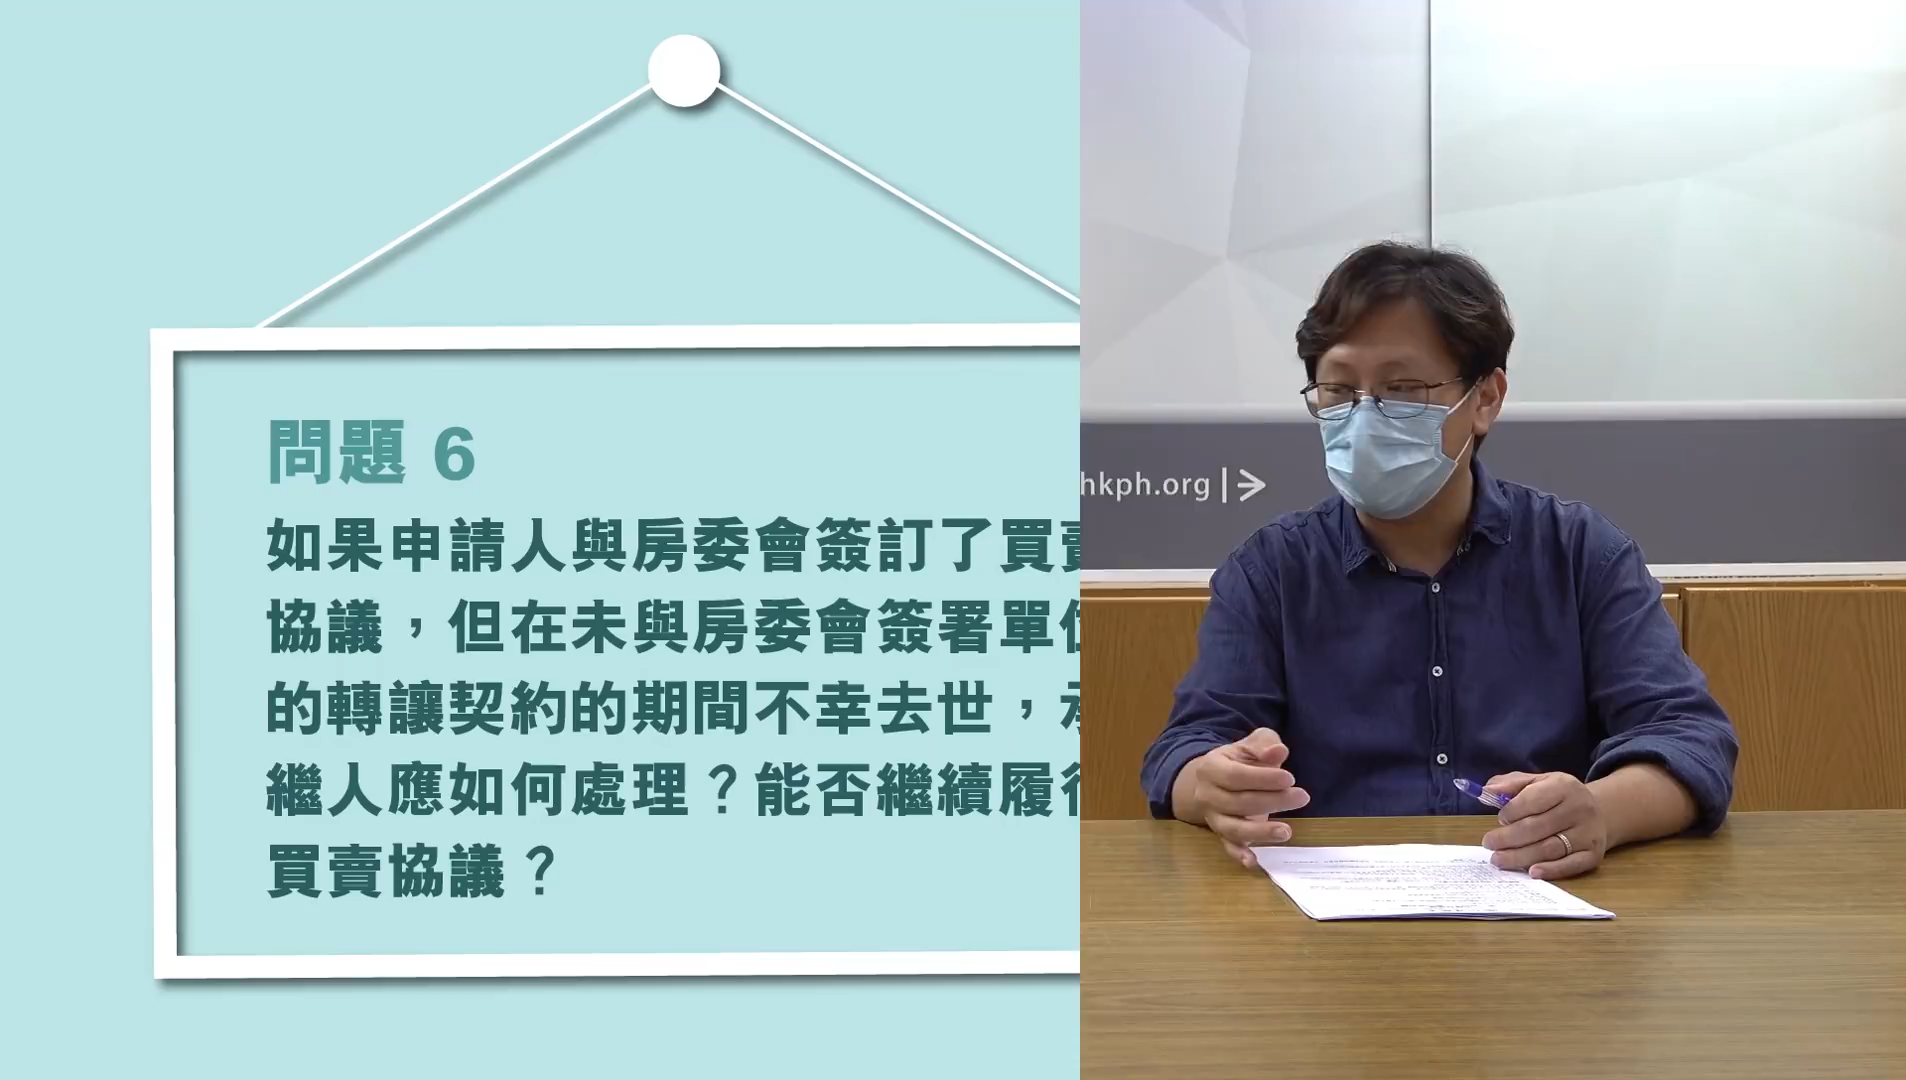 問題 6
如果申請人與房委會簽訂了買
協議，但在未與房委會簽署單
的轉讓契約的期間不幸去世，
繼人應如何處理？能否繼續履
買賣協議？
hkph.org